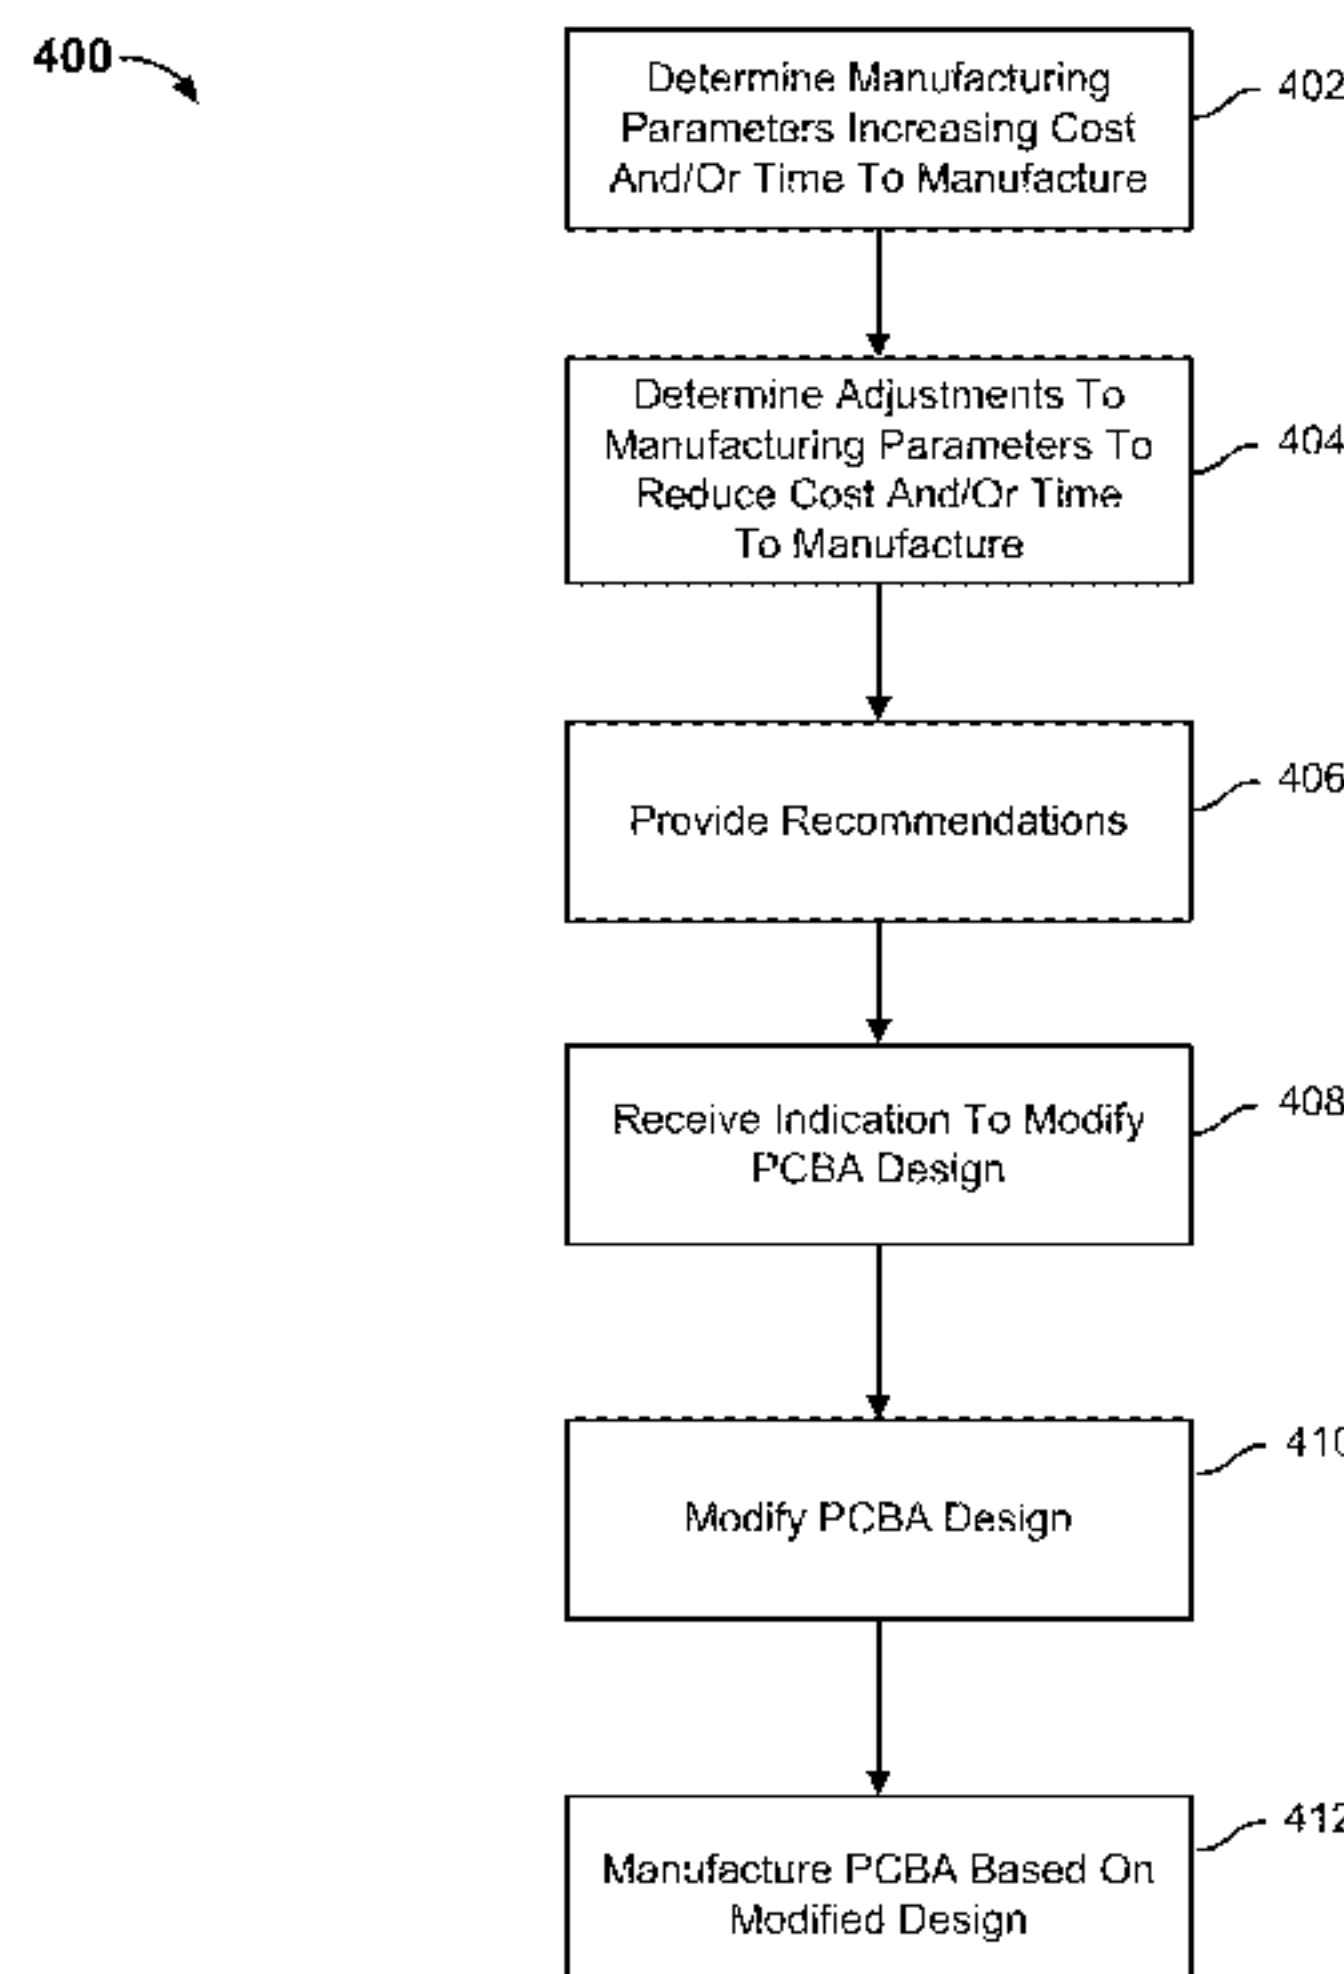 400
Determine Manufacturing
Parameters Increasing Cost
And/Or Time To Manufacture
402
Determine Adjustments To
Manufacturing Parameters To
Reduce Cost And/Or Time
To Manufacture
404
Provide Recommendations
406
Receive Indication To Modify
PCBA Design
408
Modify PCBA Design
410
Manufacture PCBA Based On
Modified Design
412